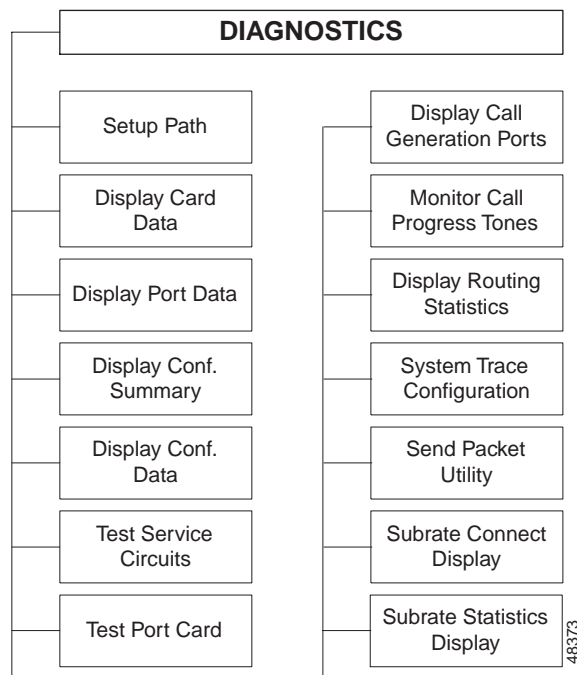 DIAGNOSTICS
Setup Path
Display Card
Data
Display Port Data
Display Conf.
Summary
Display Conf.
Data
Test Service
Circuits
Test Port Card
Display Call
Generation Ports
Monitor Call
Progress Tones
Display Routing
Statistics
System Trace
Configuration
Send Packet
Utility
Subrate Connect
Display
Subrate Statistics
Display
48373